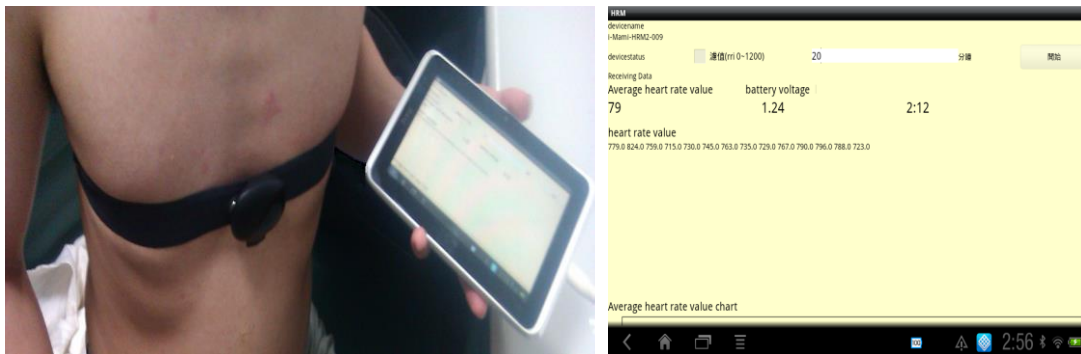 HRM
devicename
i-Mami-HRM2-009
devicestatus 濾值(rri 0~1200) 20 分鐘 開始
Receiving Data
Average heart rate value battery voltage
79 1.24 2:12
heart rate value
779.0 824.0 759.0 715.0 730.0 745.0 763.0 735.0 729.0 767.0 790.0 796.0 788.0 723.0
Average heart rate value chart
100 2:56